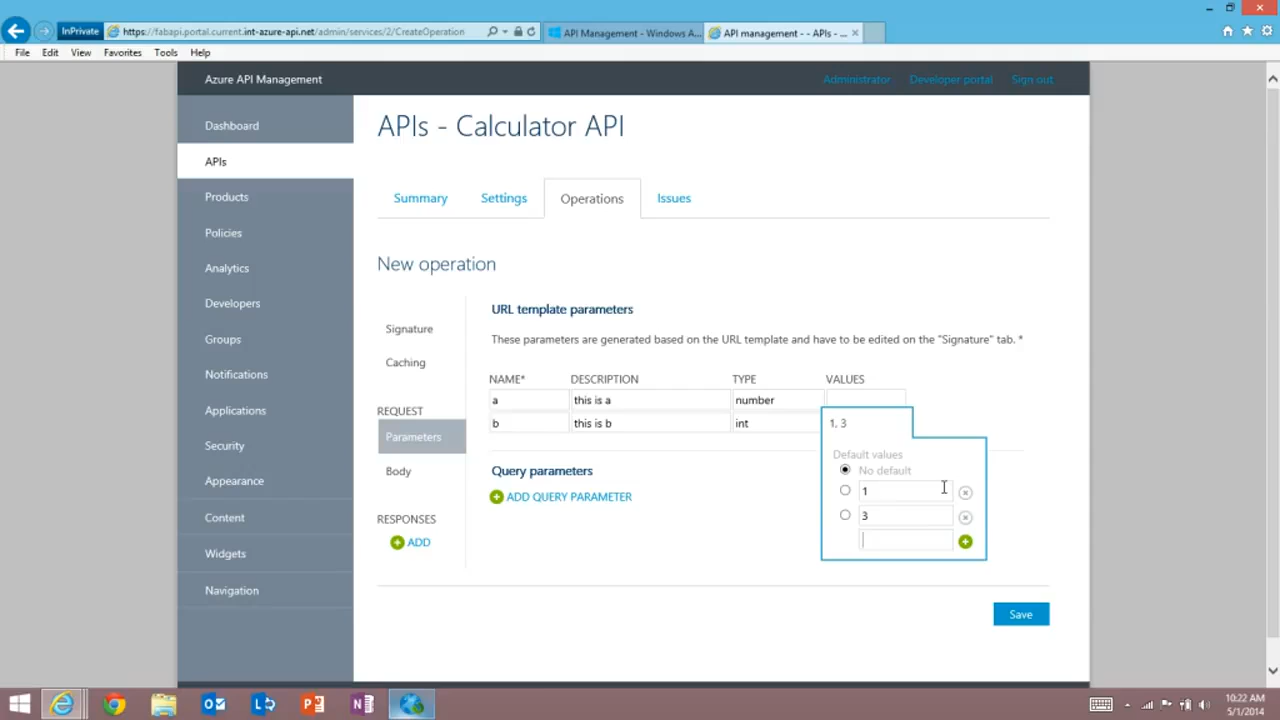 InPrivate https://fabapi.portal.current.int-azure-api.net/admin/services/2/CreateOperation API Management - Windows A... API management - - APIs - ...
File Edit View Favorites Tools Help
Azure API Management Administrator Developer portal Sign out
Dashboard
APIs - Calculator API
APIs
Products
Summary Settings Operations Issues
Policies
New operation
Analytics
Developers
URL template parameters
Signature
These parameters are generated based on the URL template and have to be edited on the "Signature" tab. *
Groups
Caching
Notifications
NAME* DESCRIPTION TYPE VALUES
a this is a number
Applications
REQUEST
b this is b int 1, 3
Parameters
Security
Default values
No default
Body
Query parameters
Appearance
1
ADD QUERY PARAMETER
Content
RESPONSES
3
ADD
Widgets
Navigation
Save
10:22 AM
5/1/2014